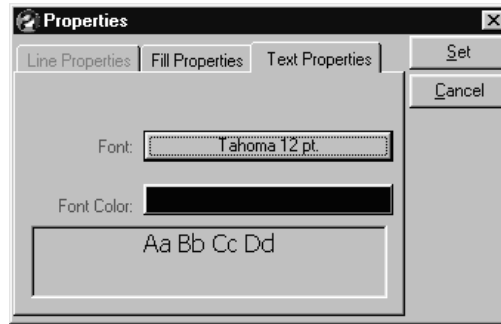 Properties
Line Properties Fill Properties Text Properties
Set
Cancel
Font: Tahoma 12 pt.
Font Color:
Aa Bb Cc Dd